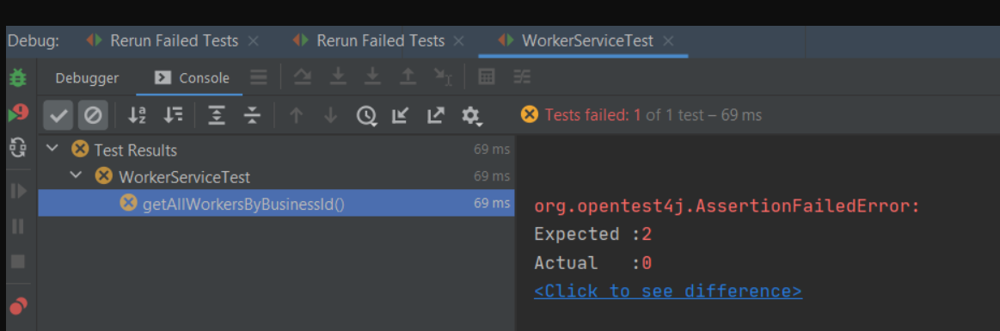 Debug: Rerun Failed Tests × Rerun Failed Tests × WorkerServiceTest ×
Debugger Console
Tests failed: 1 of 1 test – 69 ms
Test Results 69 ms
WorkerServiceTest 69 ms
getAllWorkersByBusinessId() 69 ms
org.opentest4j.AssertionFailedError:
Expected :2
Actual :0
<Click to see difference>